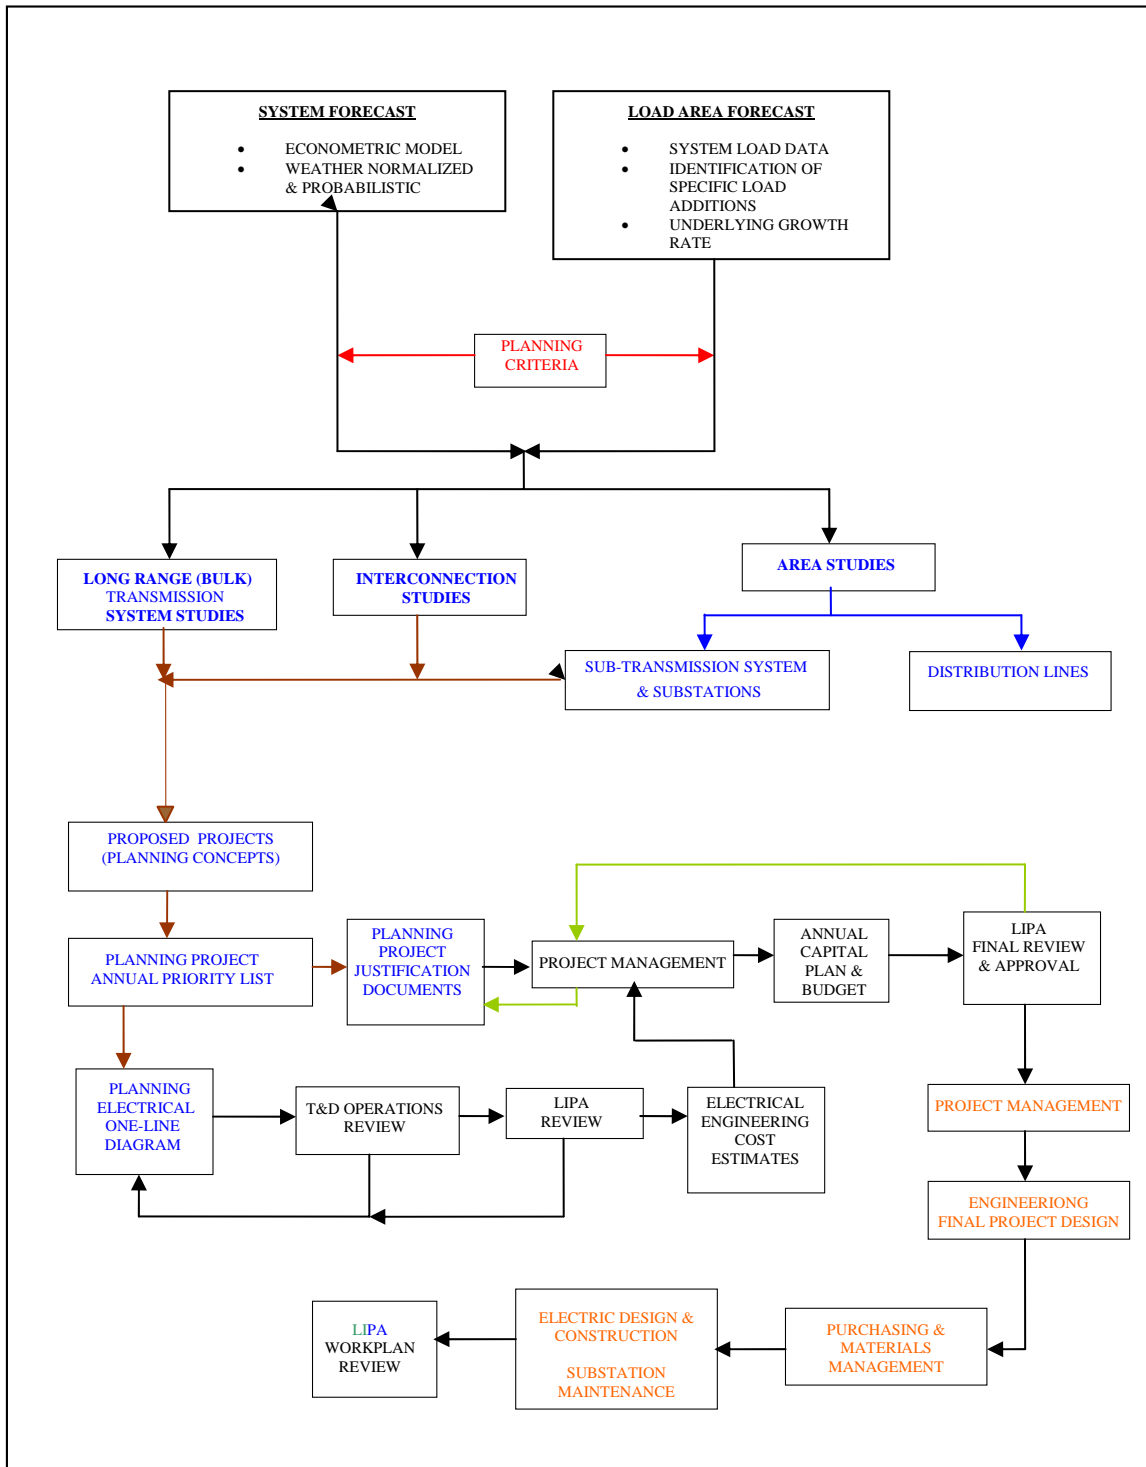 SYSTEM FORECAST
• ECONOMETRIC MODEL
• WEATHER NORMALIZED
& PROBABILISTIC
LOAD AREA FORECAST
• SYSTEM LOAD DATA
• IDENTIFICATION OF
SPECIFIC LOAD
ADDITIONS
• UNDERLYING GROWTH
RATE
PLANNING
CRITERIA
LONG RANGE (BULK)
TRANSMISSION
SYSTEM STUDIES
INTERCONNECTION
STUDIES
AREA STUDIES
SUB-TRANSMISSION SYSTEM
& SUBSTATIONS
DISTRIBUTION LINES
PROPOSED PROJECTS
(PLANNING CONCEPTS)
PLANNING PROJECT
ANNUAL PRIORITY LIST
PLANNING
PROJECT
JUSTIFICATION
DOCUMENTS
PROJECT MANAGEMENT
ANNUAL
CAPITAL
PLAN &
BUDGET
LIPA
FINAL REVIEW
& APPROVAL
PLANNING
ELECTRICAL
ONE-LINE
DIAGRAM
T&D OPERATIONS
REVIEW
LIPA
REVIEW
ELECTRICAL
ENGINEERING
COST
ESTIMATES
PROJECT MANAGEMENT
ENGINEERIONG
FINAL PROJECT DESIGN
LIPA
WORKPLAN
REVIEW
ELECTRIC DESIGN &
CONSTRUCTION
SUBSTATION
MAINTENANCE
PURCHASING &
MATERIALS
MANAGEMENT